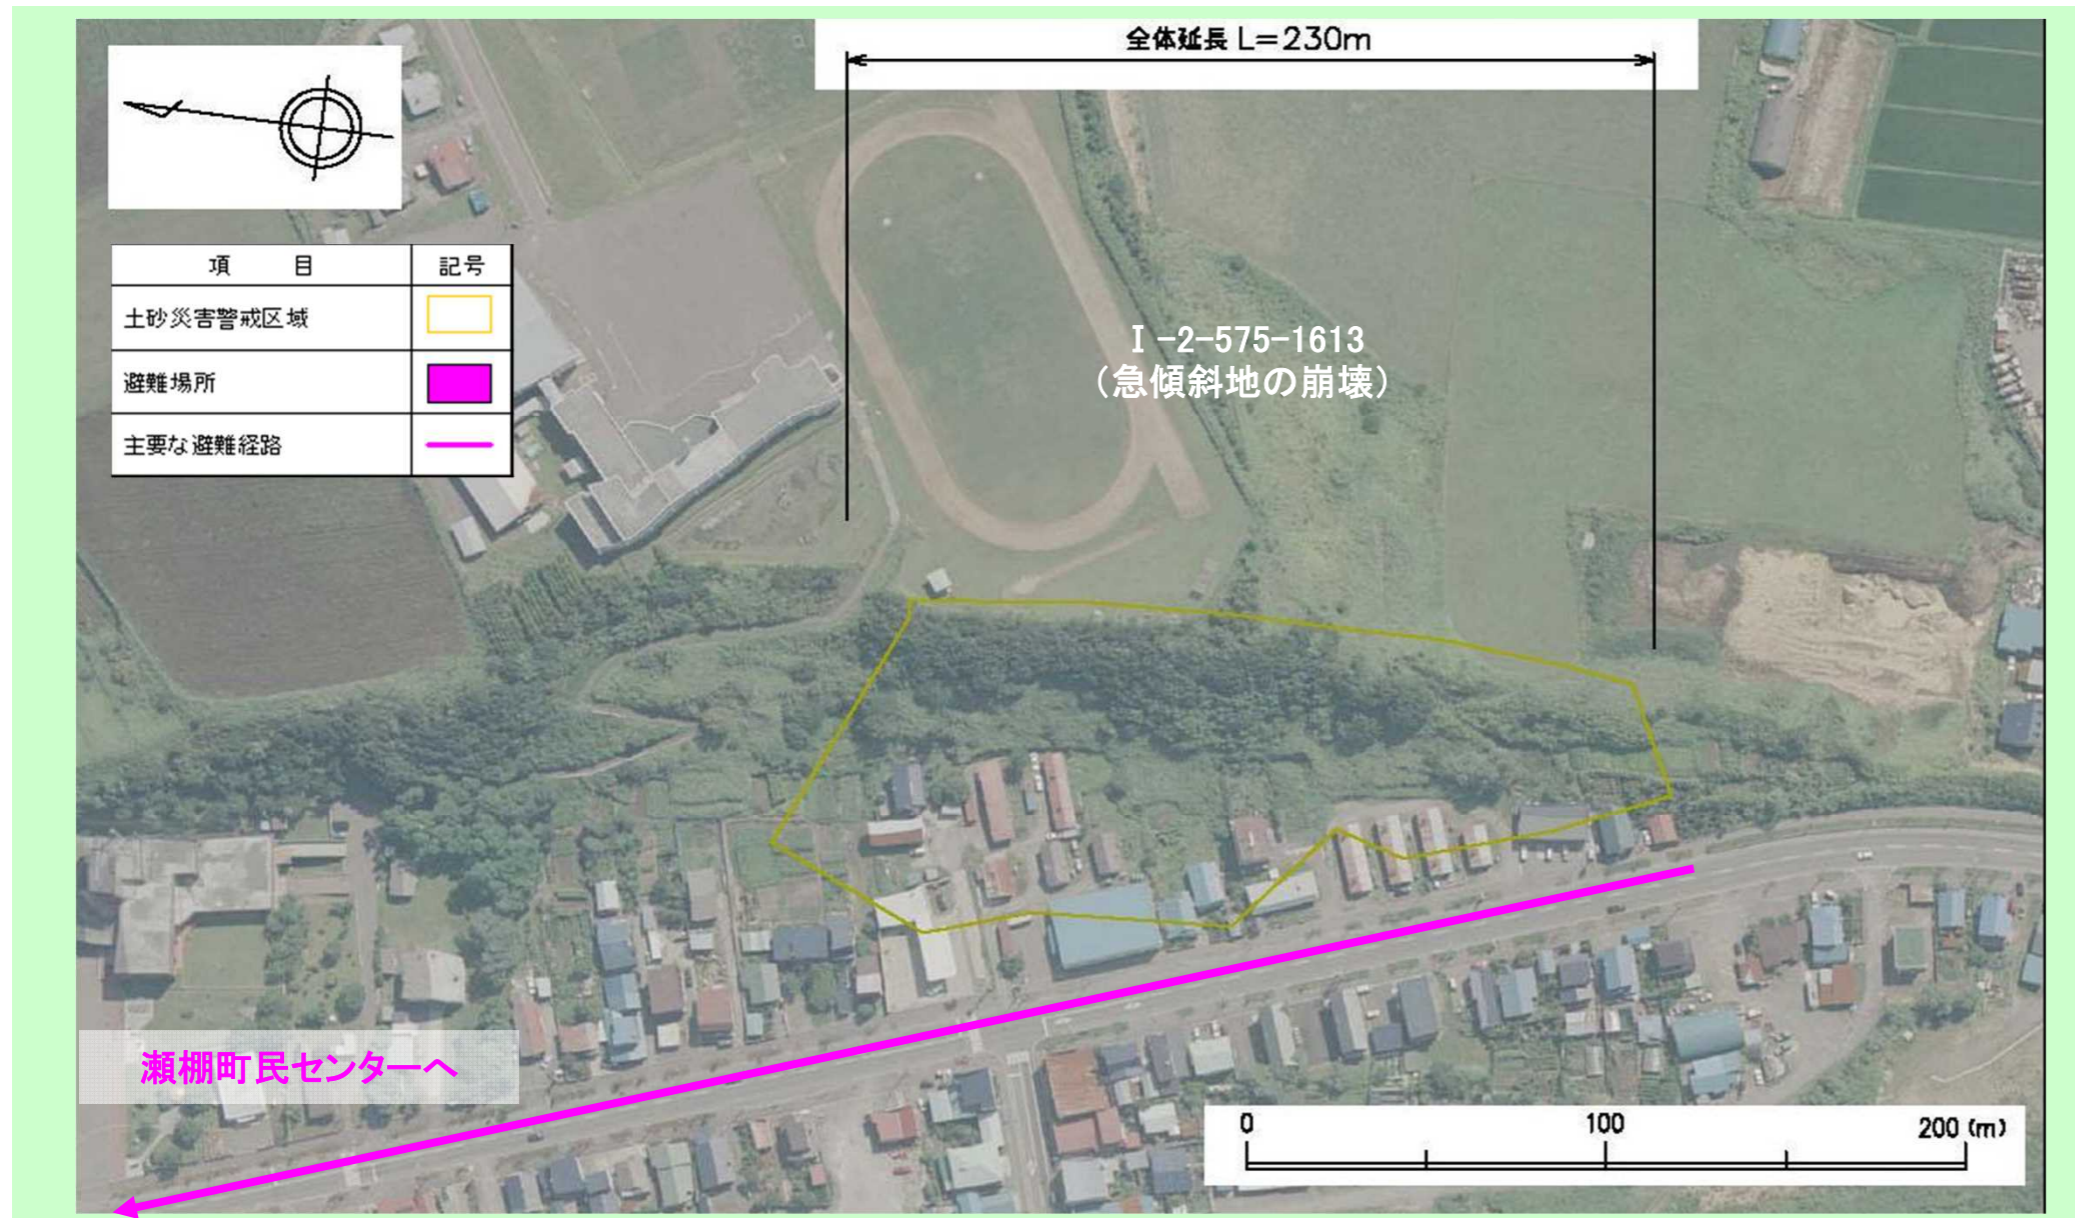 全体延長 L=230m
項　目 記号
土砂災害警戒区域
避難場所
主要な避難経路
Ⅰ-2-575-1613
（急傾斜地の崩壊）
瀬棚町民センターへ
0 100 200 (m)